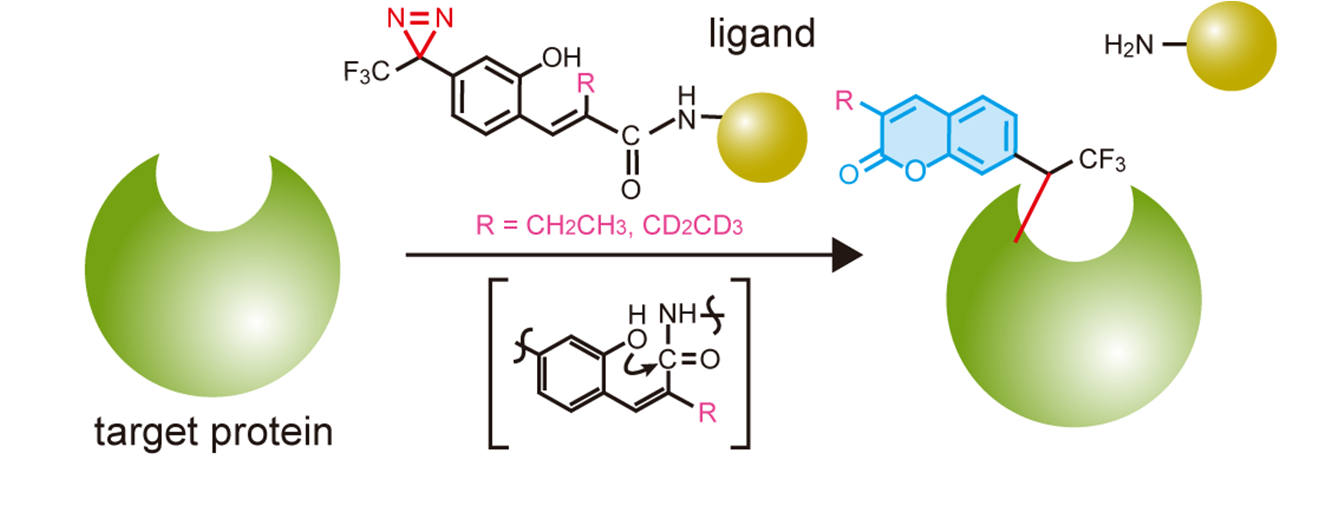 N=N
F3C
OH
R
H
N
C
O
ligand
H2N
R
O
O
CF3
R = CH2CH3, CD2CD3
H
O
NH
C=O
R
target protein